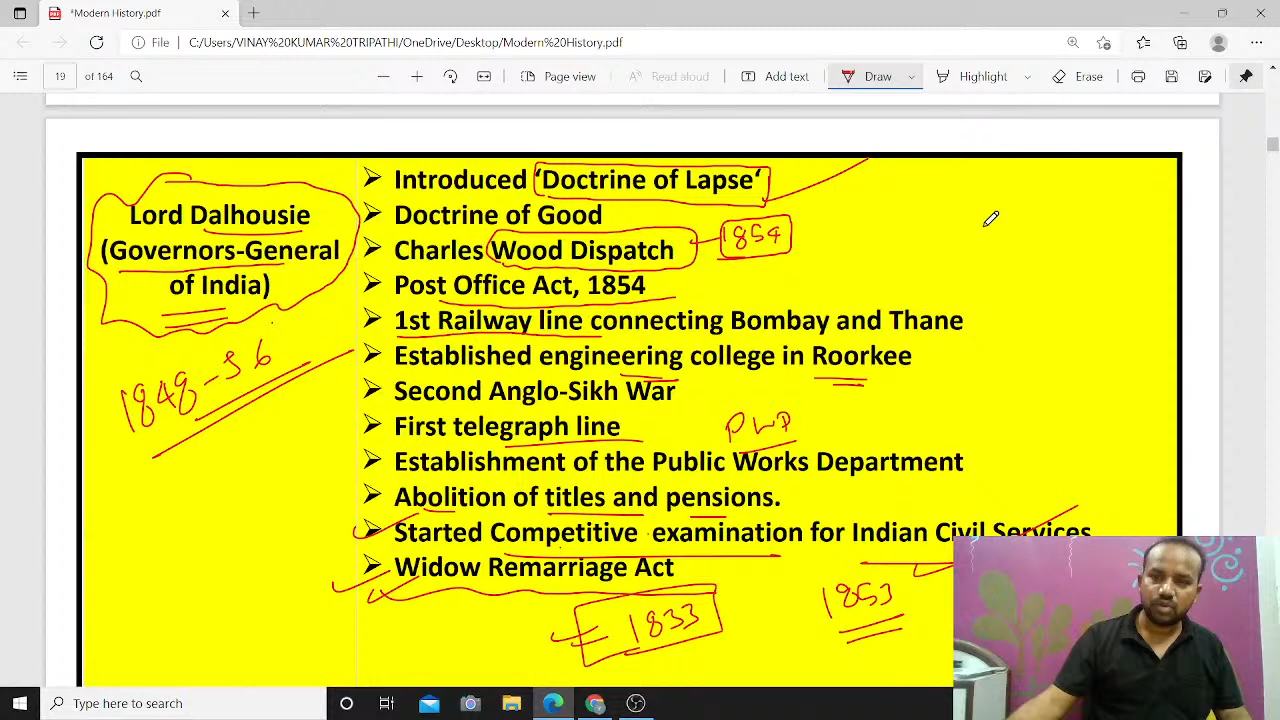 *Modern History.pdf
File
C:/Users/VINAY%20KUMAR%20TRIPATHI/OneDrive/Desktop/Modern%20History.pdf
19 of 164
Page view
Read aloud
Add text
Draw
Highlight
Erase
Lord Dalhousie
(Governors-General
of India)
1848-56
Introduced ‘Doctrine of Lapse‘
Doctrine of Good
Charles Wood Dispatch
1854
Post Office Act, 1854
1st Railway line connecting Bombay and Thane
Established engineering college in Roorkee
Second Anglo-Sikh War
First telegraph line
PWD
Establishment of the Public Works Department
Abolition of titles and pensions.
Started Competitive examination for Indian Civil Services
Widow Remarriage Act
1833
1853
Type here to search